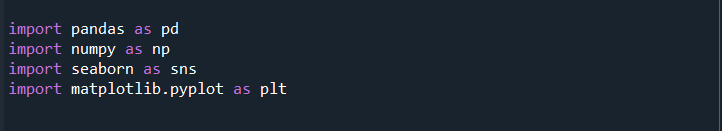 import pandas as pd
import numpy as np
import seaborn as sns
import matplotlib.pyplot as plt